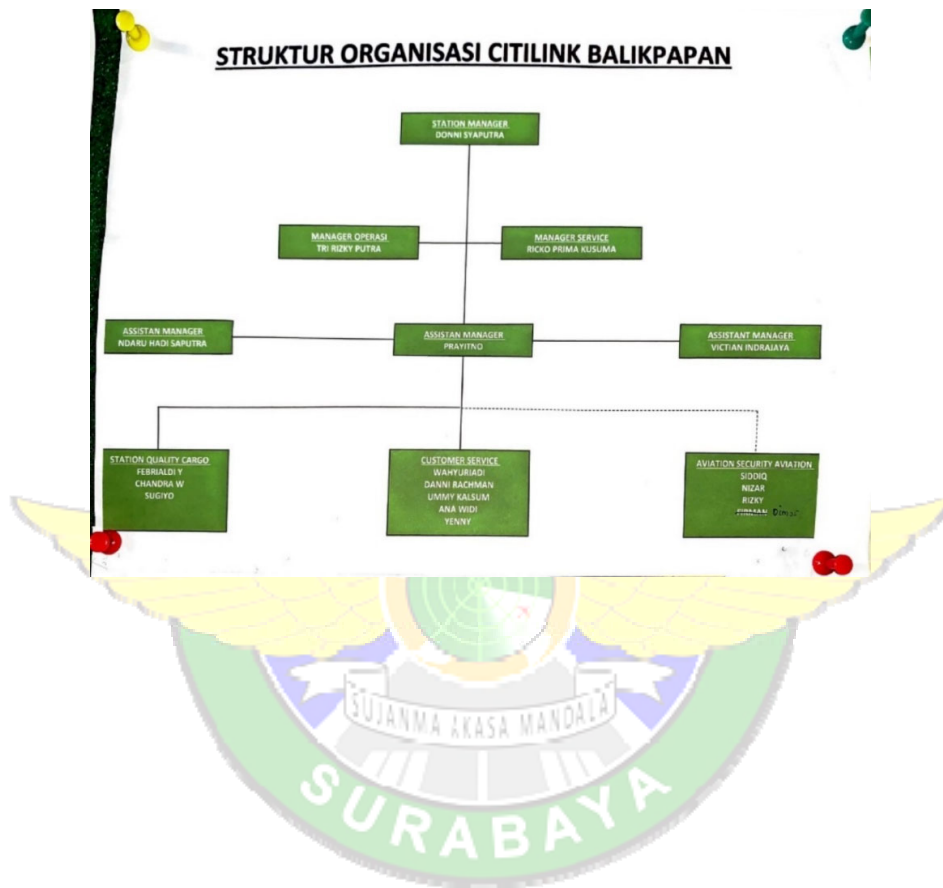 STRUKTUR ORGANISASI CITILINK BALIKPAPAN
STATION MANAGER
DONNI SYAPUTRA
MANAGER OPERASI
TRI RIZKY PUTRA
MANAGER SERVICE
RICKO PRIMA KUSUMA
ASSISTAN MANAGER
NDARU HADI SAPUTRA
ASSISTAN MANAGER
PRAYITNO
ASSISTANT MANAGER
VICTIAN INDRAJAYA
STATION QUALITY CARGO
FEBRIALDI Y
CHANDRA W
SUGIYO
CUSTOMER SERVICE
WAHYURIADI
DANNI RACHMAN
UMMY KALSUM
ANA WIDI
YENNY
AVIATION SECURITY AVIATION
SIDDIQ
NIZAR
RIZKY
FIRMAN
SUJANMA AKASA MANDALA
SURABAYA